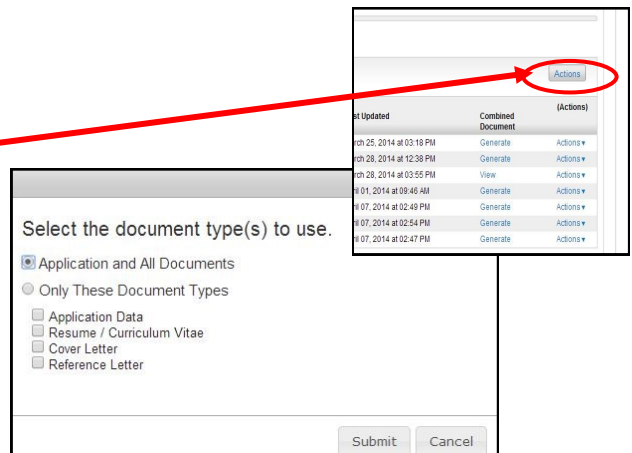 Actions
st Updated Combined Document (Actions)
rch 25, 2014 at 03:18 PM Generate Actions ▾
rch 28, 2014 at 12:38 PM Generate Actions ▾
rch 28, 2014 at 03:55 PM View Actions ▾
ril 01, 2014 at 09:46 AM Generate Actions ▾
ril 07, 2014 at 02:49 PM Generate Actions ▾
ril 07, 2014 at 02:54 PM Generate Actions ▾
ril 07, 2014 at 02:47 PM Generate Actions ▾
Select the document type(s) to use.
Application and All Documents
Only These Document Types
Application Data
Resume / Curriculum Vitae
Cover Letter
Reference Letter
Submit Cancel